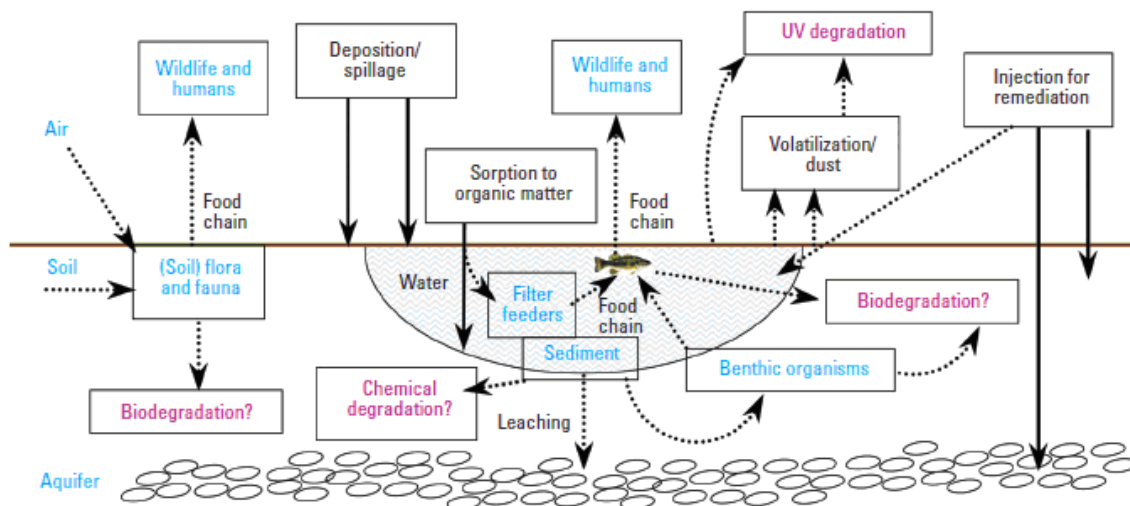 UV degradation
Deposition/
spillage
Wildlife and
humans
Wildlife and
humans
Injection for
remediation
Air
Volatilization/
dust
Sorption to
organic matter
Food
chain
Food
chain
Soil
(Soil) flora
and fauna
Water
Filter
feeders
Food
chain
Biodegradation?
Sediment
Benthic organisms
Chemical
degradation?
Biodegradation?
Leaching
Aquifer